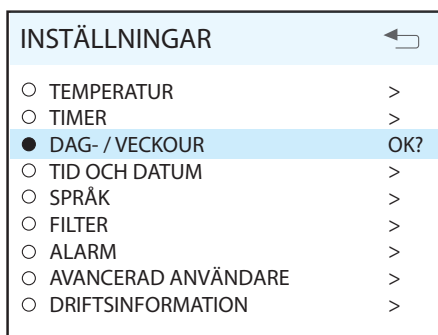 INSTÄLLNINGAR
TEMPERATUR >
TIMER >
DAG- / VECKOUR OK?
TID OCH DATUM >
SPRÅK >
FILTER >
ALARM >
AVANCERAD ANVÄNDARE >
DRIFTSINFORMATION >